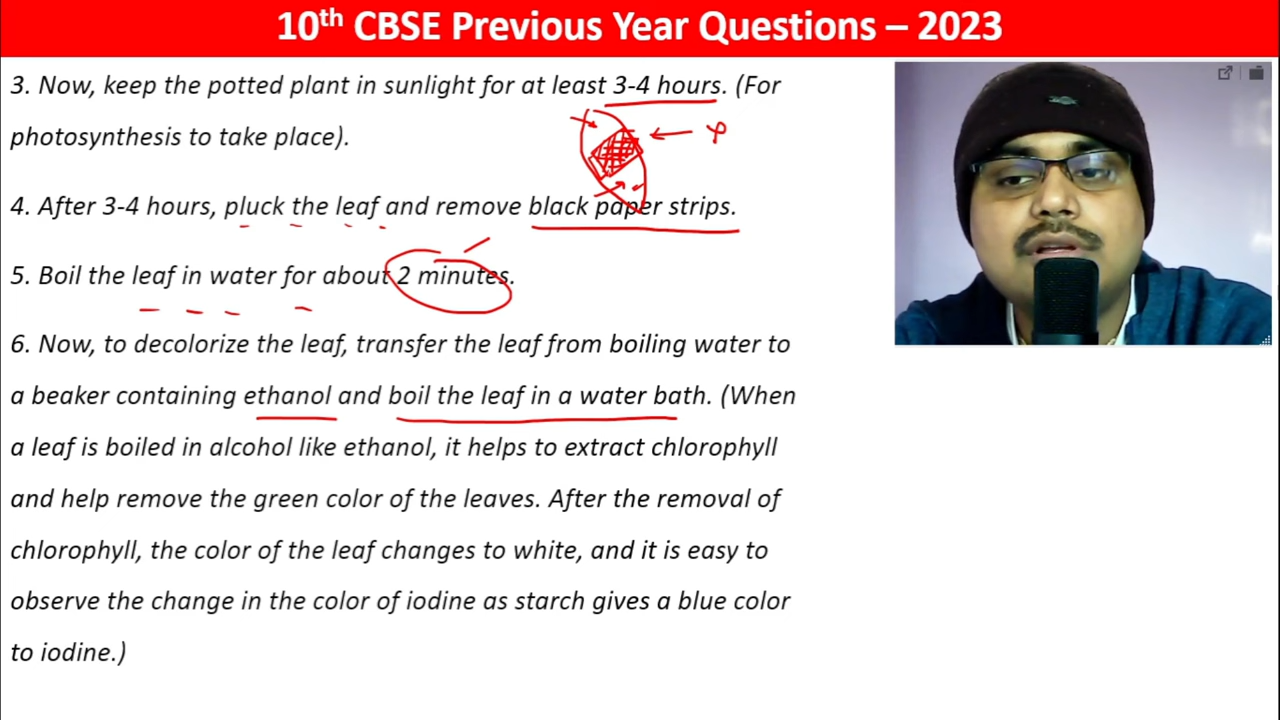 10th CBSE Previous Year Questions – 2023
3. Now, keep the potted plant in sunlight for at least 3-4 hours. (For
photosynthesis to take place).
4. After 3-4 hours, pluck the leaf and remove black paper strips.
5. Boil the leaf in water for about 2 minutes.
6. Now, to decolorize the leaf, transfer the leaf from boiling water to
a beaker containing ethanol and boil the leaf in a water bath. (When
a leaf is boiled in alcohol like ethanol, it helps to extract chlorophyll
and help remove the green color of the leaves. After the removal of
chlorophyll, the color of the leaf changes to white, and it is easy to
observe the change in the color of iodine as starch gives a blue color
to iodine.)